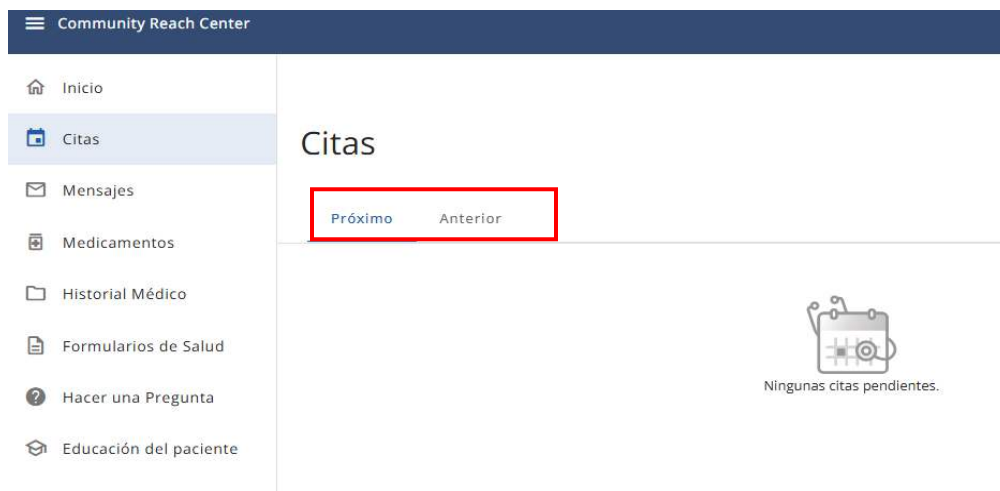 Community Reach Center
Inicio
Citas
Mensajes
Medicamentos
Historial Médico
Formularios de Salud
Hacer una Pregunta
Educación del paciente
Citas
Próximo Anterior
Ningunas citas pendientes.